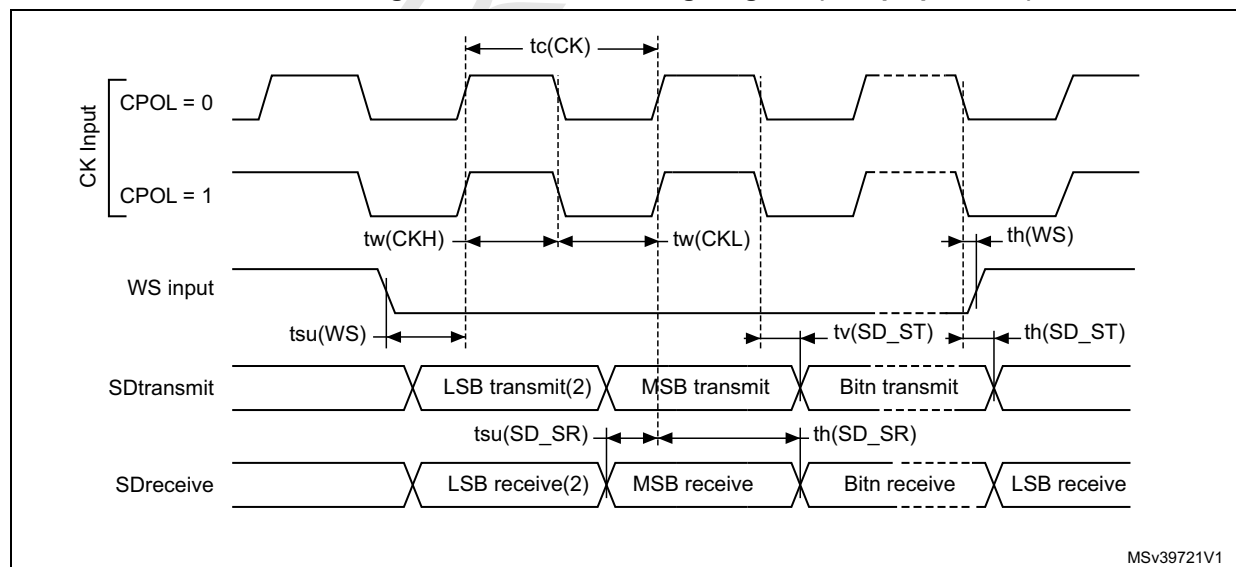 tc(CK)
CK Input
CPOL = 0
CPOL = 1
tw(CKH)
tw(CKL)
th(WS)
WS input
tsu(WS)
tv(SD_ST)
th(SD_ST)
SDtransmit
LSB transmit(2)
MSB transmit
Bitn transmit
tsu(SD_SR)
th(SD_SR)
SDreceive
LSB receive(2)
MSB receive
Bitn receive
LSB receive
MSv39721V1